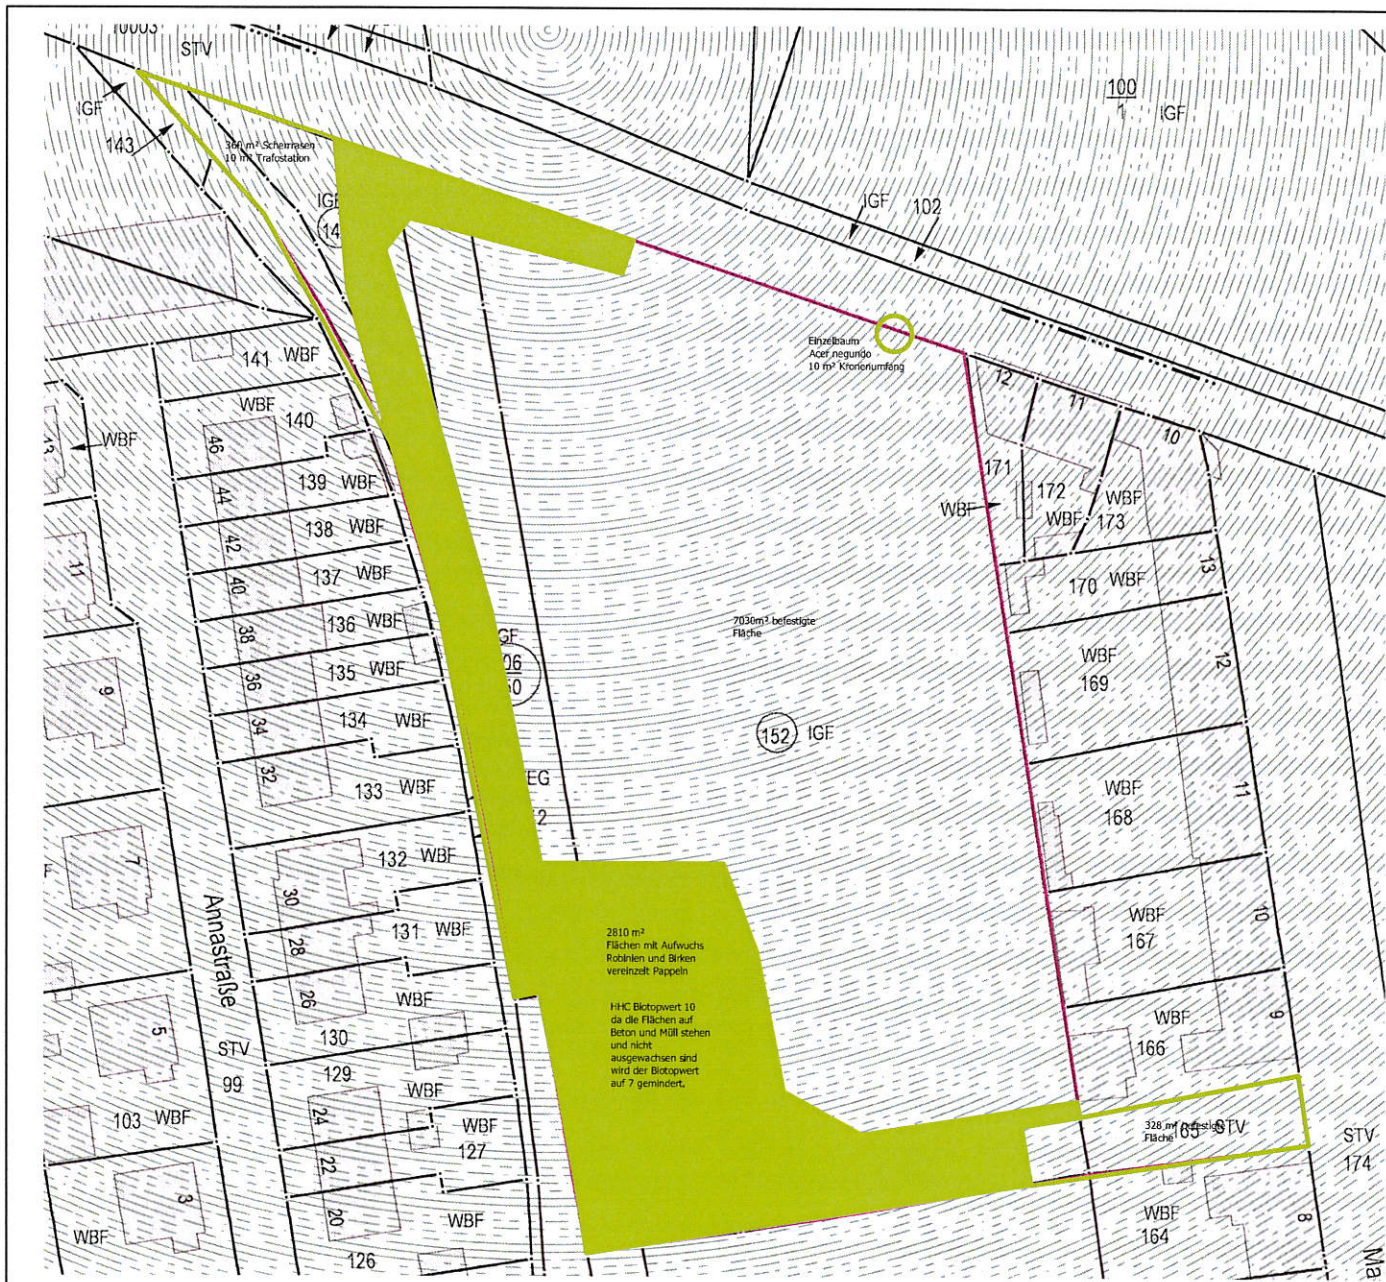 10003
STV
IGF
143
360 m² Scherrasen
10 m² Trafostation
100
1
IGF
IGF
102
Einzelbaum
Acer negundo
10 m² Kronenumfang
141 WBF
WBF
140
WBF
13
46
139 WBF
44
138 WBF
42
137 WBF
40
136 WBF
38
135 WBF
36
134 WBF
34
133 WBF
32
132 WBF
30
131 WBF
28
WBF
26
130
129
WBF
24
WBF
127
22
WBF
20
126
11
9
7
5
3
Annastraße
STV
99
103 WBF
WBF
12
11
10
171
172
WBF
WBF
WBF
173
170 WBF
13
WBF
169
12
WBF
168
11
WBF
167
10
WBF
166
9
7030m² befestigte
Fläche
152 IGF
2810 m²
Flächen mit Aufwuchs
Robinien und Birken
vereinzelt Pappeln
HHC Biotopwert 10
da die Flächen auf
Beton und Müll stehen
und nicht
ausgewachsen sind
wird der Biotopwert
auf 7 gemindert.
328 m² befestigte
Fläche
165 STV
STV
174
WBF
164
8
Ma